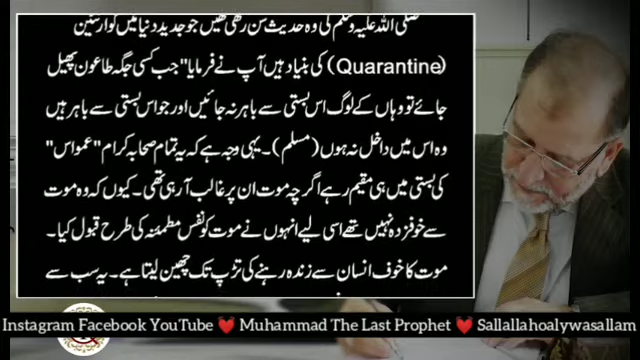 صلی اللہ علیہ وسلم کی وہ حدیث سن رکھی تھیں جو جدید دنیا میں کوارنٹین
(Quarantine) کی بنیاد ہیں آپ نے فرمایا "جب کسی جگہ طاعون پھیل
جائے تو وہاں کے لوگ اس بستی سے باہر نہ جائیں اور جو اس بستی سے باہر ہیں
وہ اس میں داخل نہ ہوں (مسلم)۔ یہی وجہ ہے کہ یہ تمام صحابہ کرام "عمواس"
کی بستی میں ہی مقیم رہے اگرچہ موت ان پر غالب آ رہی تھی۔ کیوں کہ وہ موت
سے خوفزدہ نہیں تھے اسی لیے انہوں نے موت کو نفس مطمئنہ کی طرح قبول کیا۔
موت کا خوف انسان سے زندہ رہنے کی تڑپ تک چھین لیتا ہے۔ یہ سب سے
Instagram Facebook YouTube ❤️ Muhammad The Last Prophet ❤️ Sallallahoalywasallam